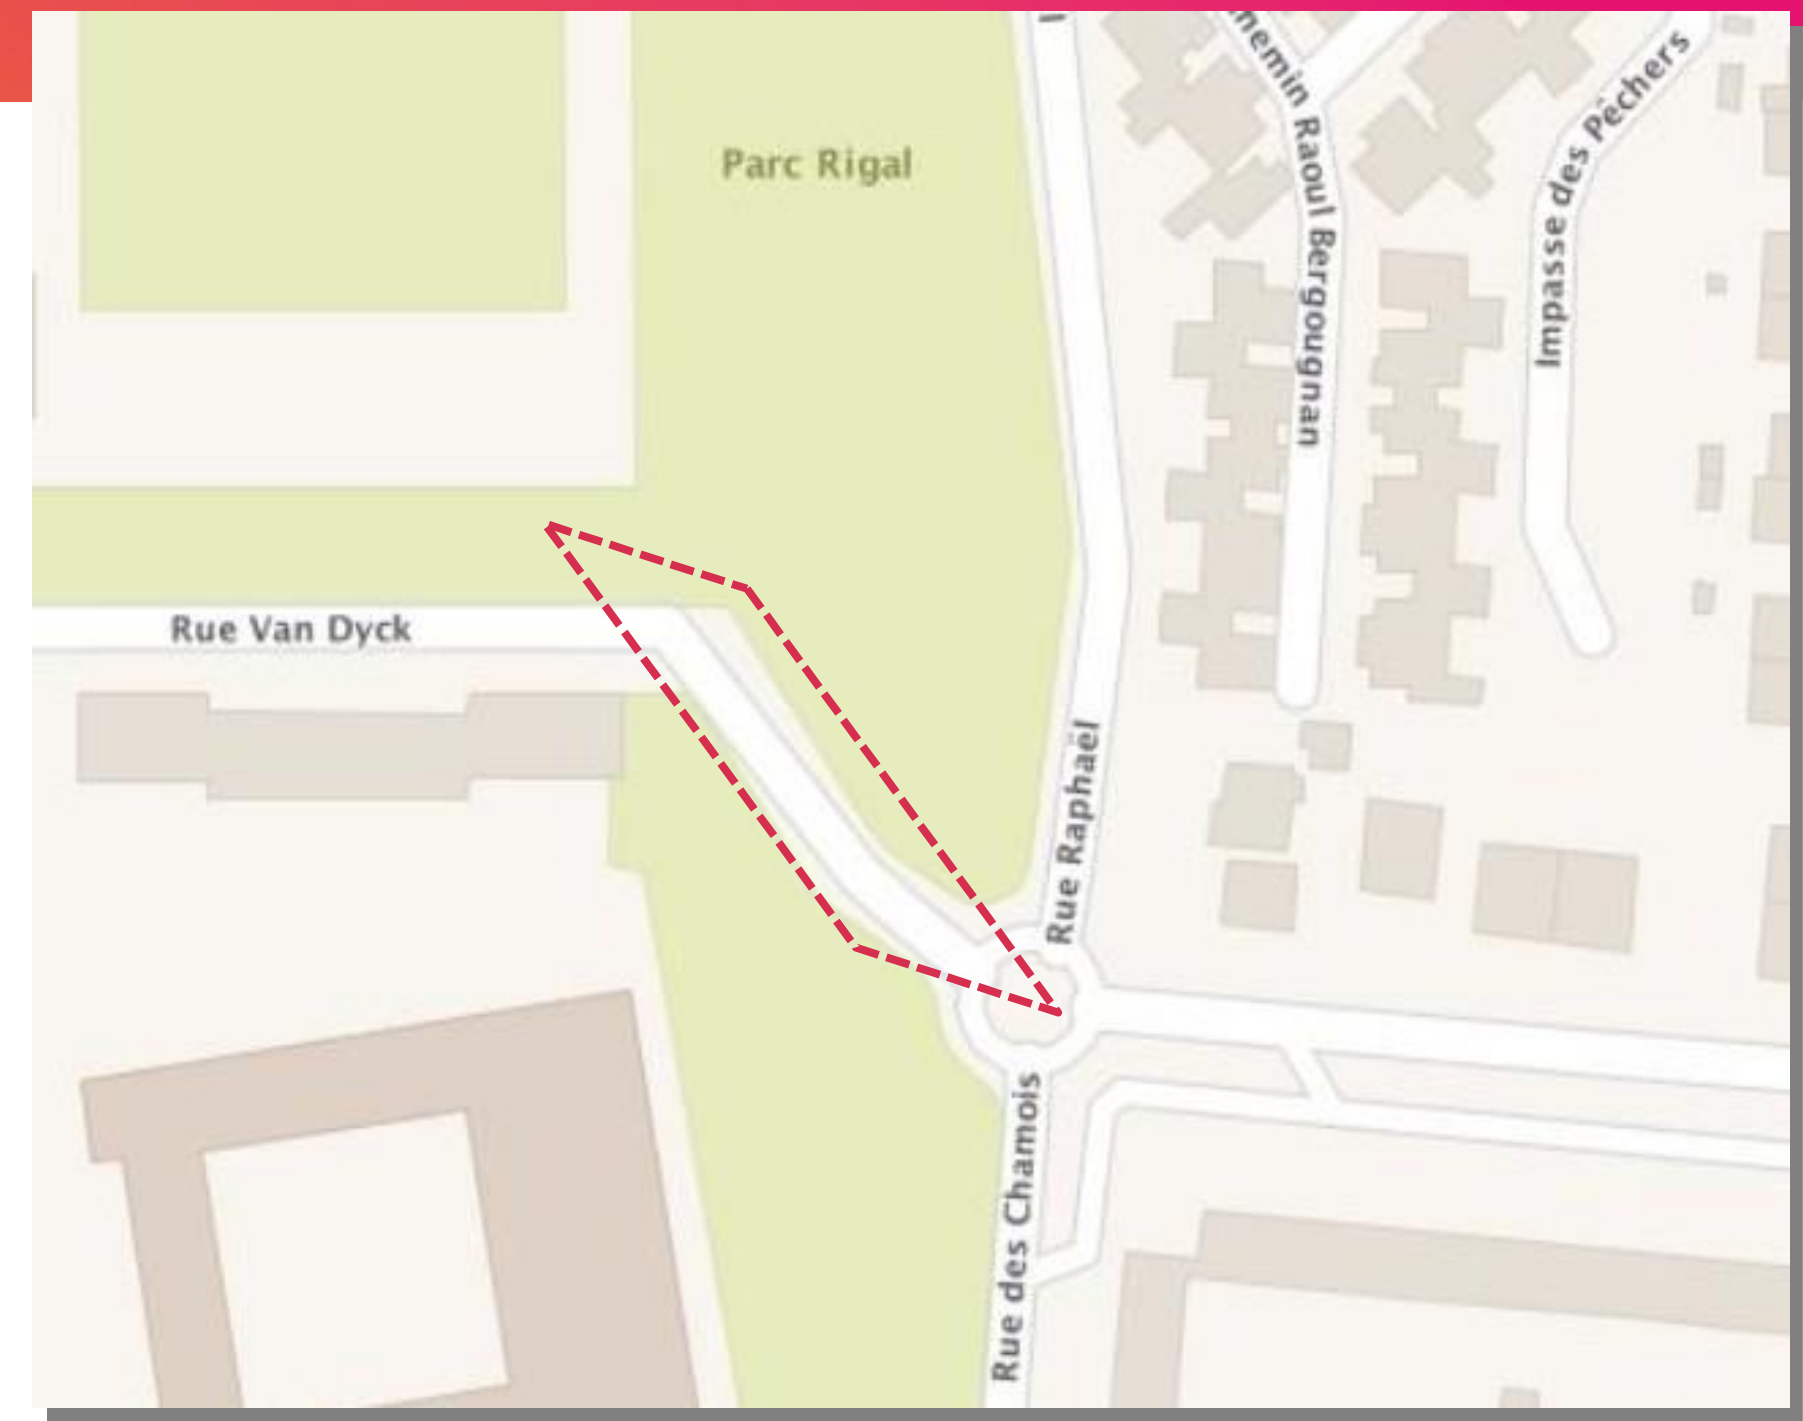 Parc Rigal
Raoul Bergougnan
Impasse des Pêchers
Rue Van Dyck
Rue Raphaël
Rue des Chamois